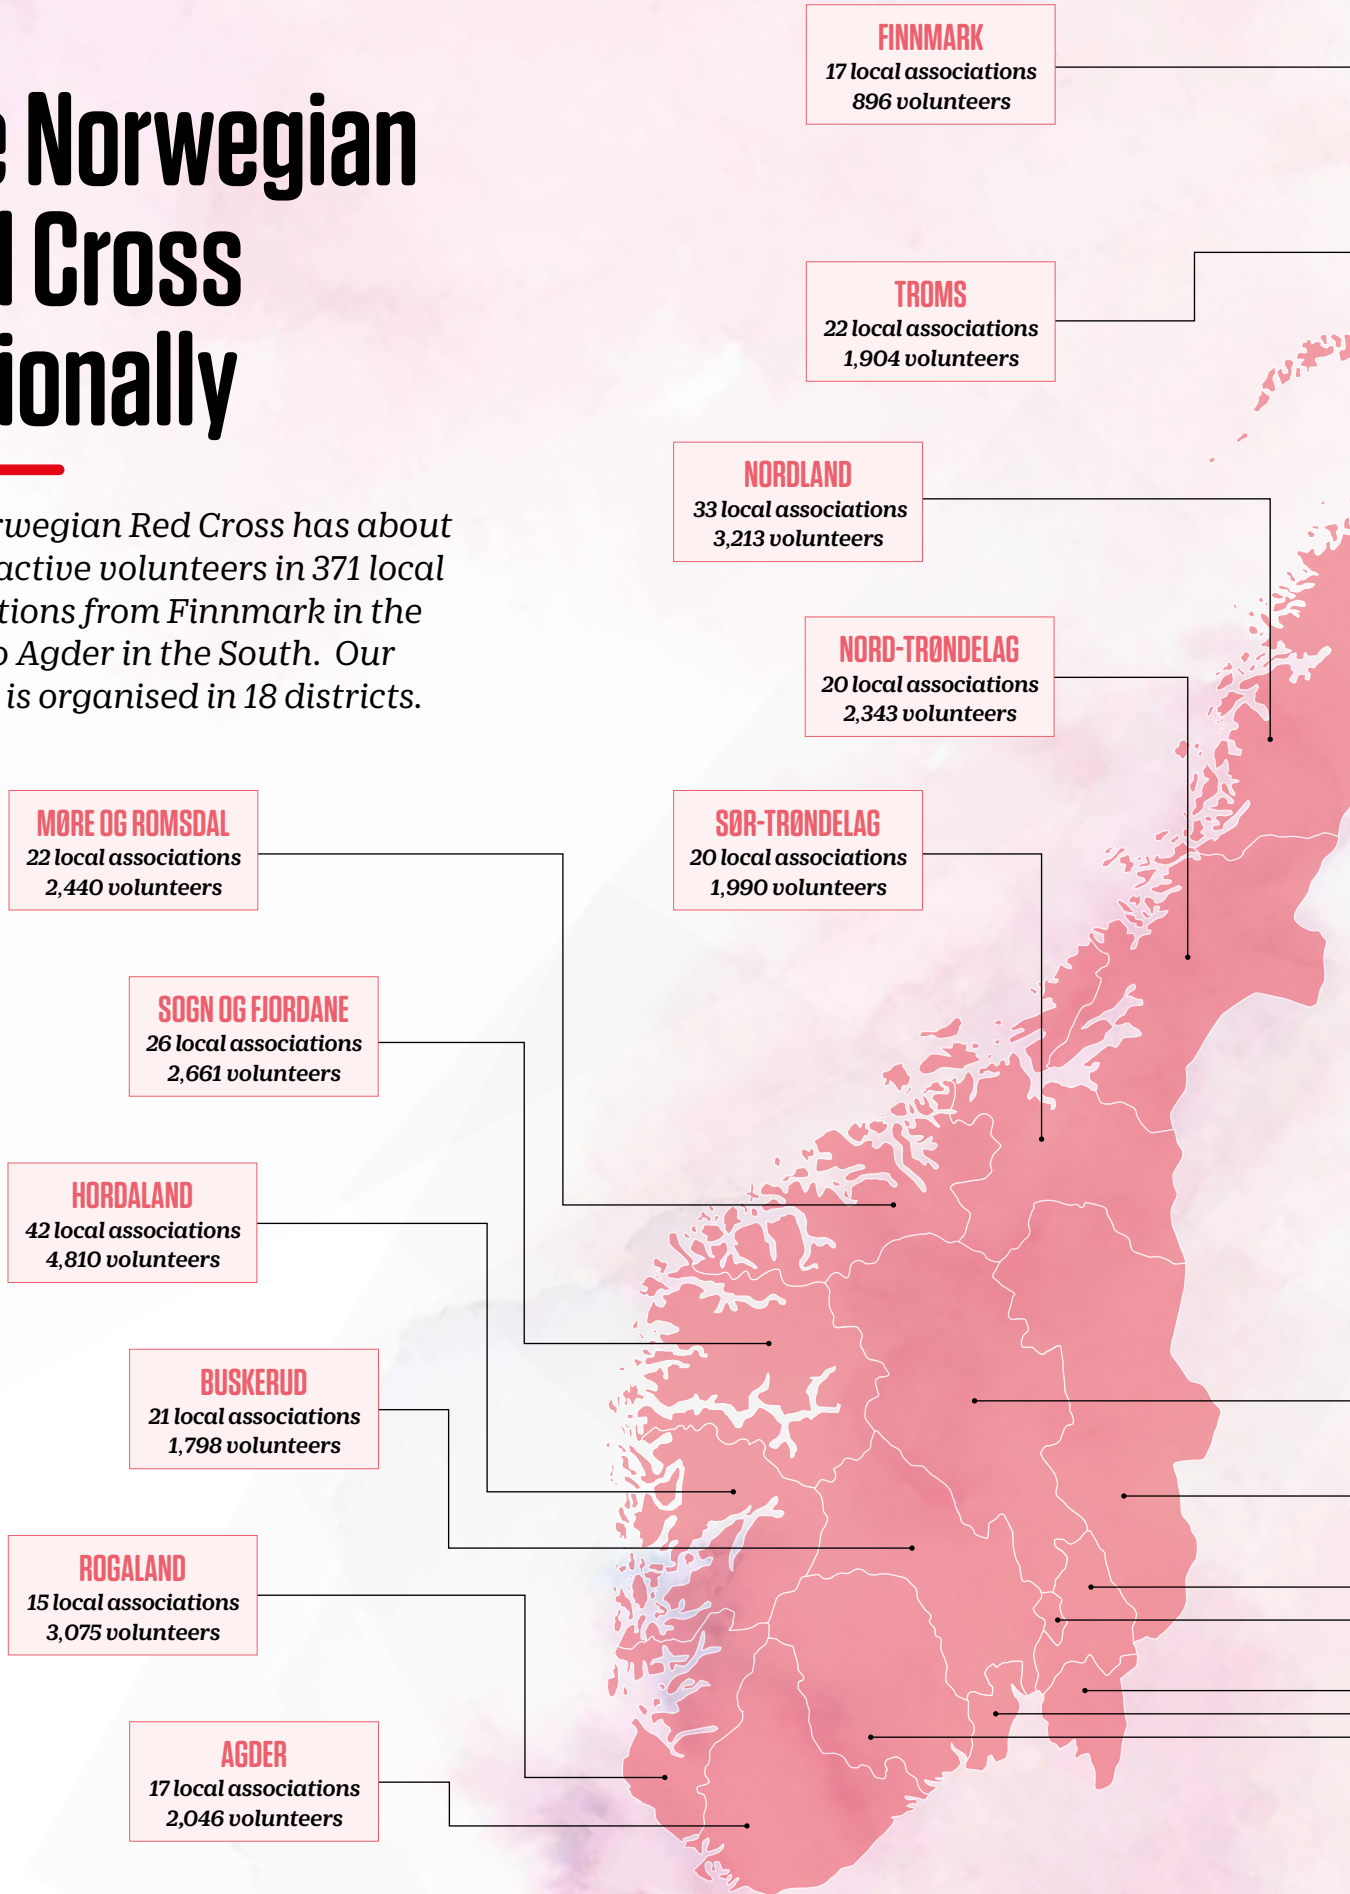 Norwegian
Cross
ionally
Red Cross has about
active volunteers in 371 local
from Finnmark in the
Agder in the South. Our
is organised in 18 districts.
FINNMARK
17 local associations
896 volunteers
TROMS
22 local associations
1,904 volunteers
NORDLAND
33 local associations
3,213 volunteers
NORD-TRØNDELAG
20 local associations
2,343 volunteers
SØR-TRØNDELAG
20 local associations
1,990 volunteers
MØRE OG ROMSDAL
22 local associations
2,440 volunteers
SOGN OG FJORDANE
26 local associations
2,661 volunteers
HORDALAND
42 local associations
4,810 volunteers
BUSKERUD
21 local associations
1,798 volunteers
ROGALAND
15 local associations
3,075 volunteers
AGDER
17 local associations
2,046 volunteers